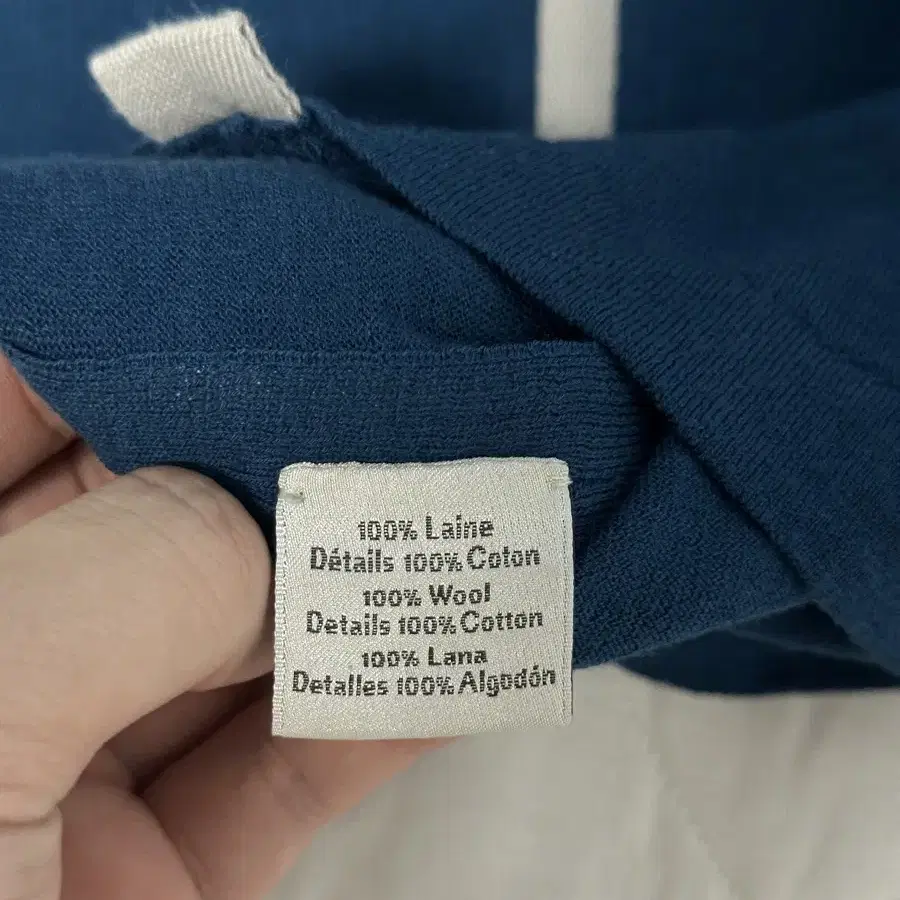 100% Laine
Détails 100% Coton
100% Wool
Details 100% Cotton
100% Lana
Detalles 100% Algodón